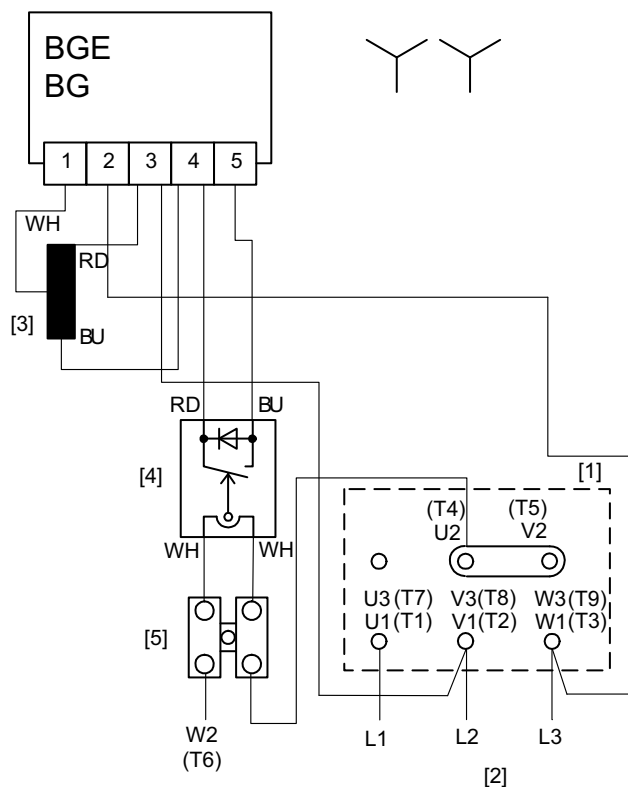 BGE
BG
1 2 3 4 5
WH
RD
[3]
BU
RD BU
[4]
[1]
(T4) (T5)
U2 V2
WH WH
U3 (T7) V3 (T8) W3 (T9)
U1 (T1) V1 (T2) W1 (T3)
[5]
W2
(T6)
L1 L2 L3
[2]